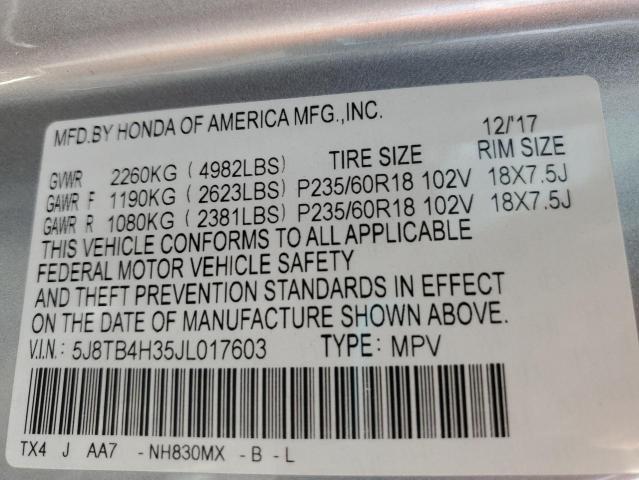 MFD.BY HONDA OF AMERICA MFG.,INC. 12/'17
GVWR 2260KG ( 4982LBS) TIRE SIZE RIM SIZE
GAWR F 1190KG ( 2623LBS) P235/60R18 102V 18X7.5J
GAWR R 1080KG ( 2381LBS) P235/60R18 102V 18X7.5J
THIS VEHICLE CONFORMS TO ALL APPLICABLE
FEDERAL MOTOR VEHICLE SAFETY
AND THEFT PREVENTION STANDARDS IN EFFECT
ON THE DATE OF MANUFACTURE SHOWN ABOVE.
V.I.N.: 5J8TB4H35JL017603 TYPE: MPV
TX4 J AA7 -NH830MX -B -L